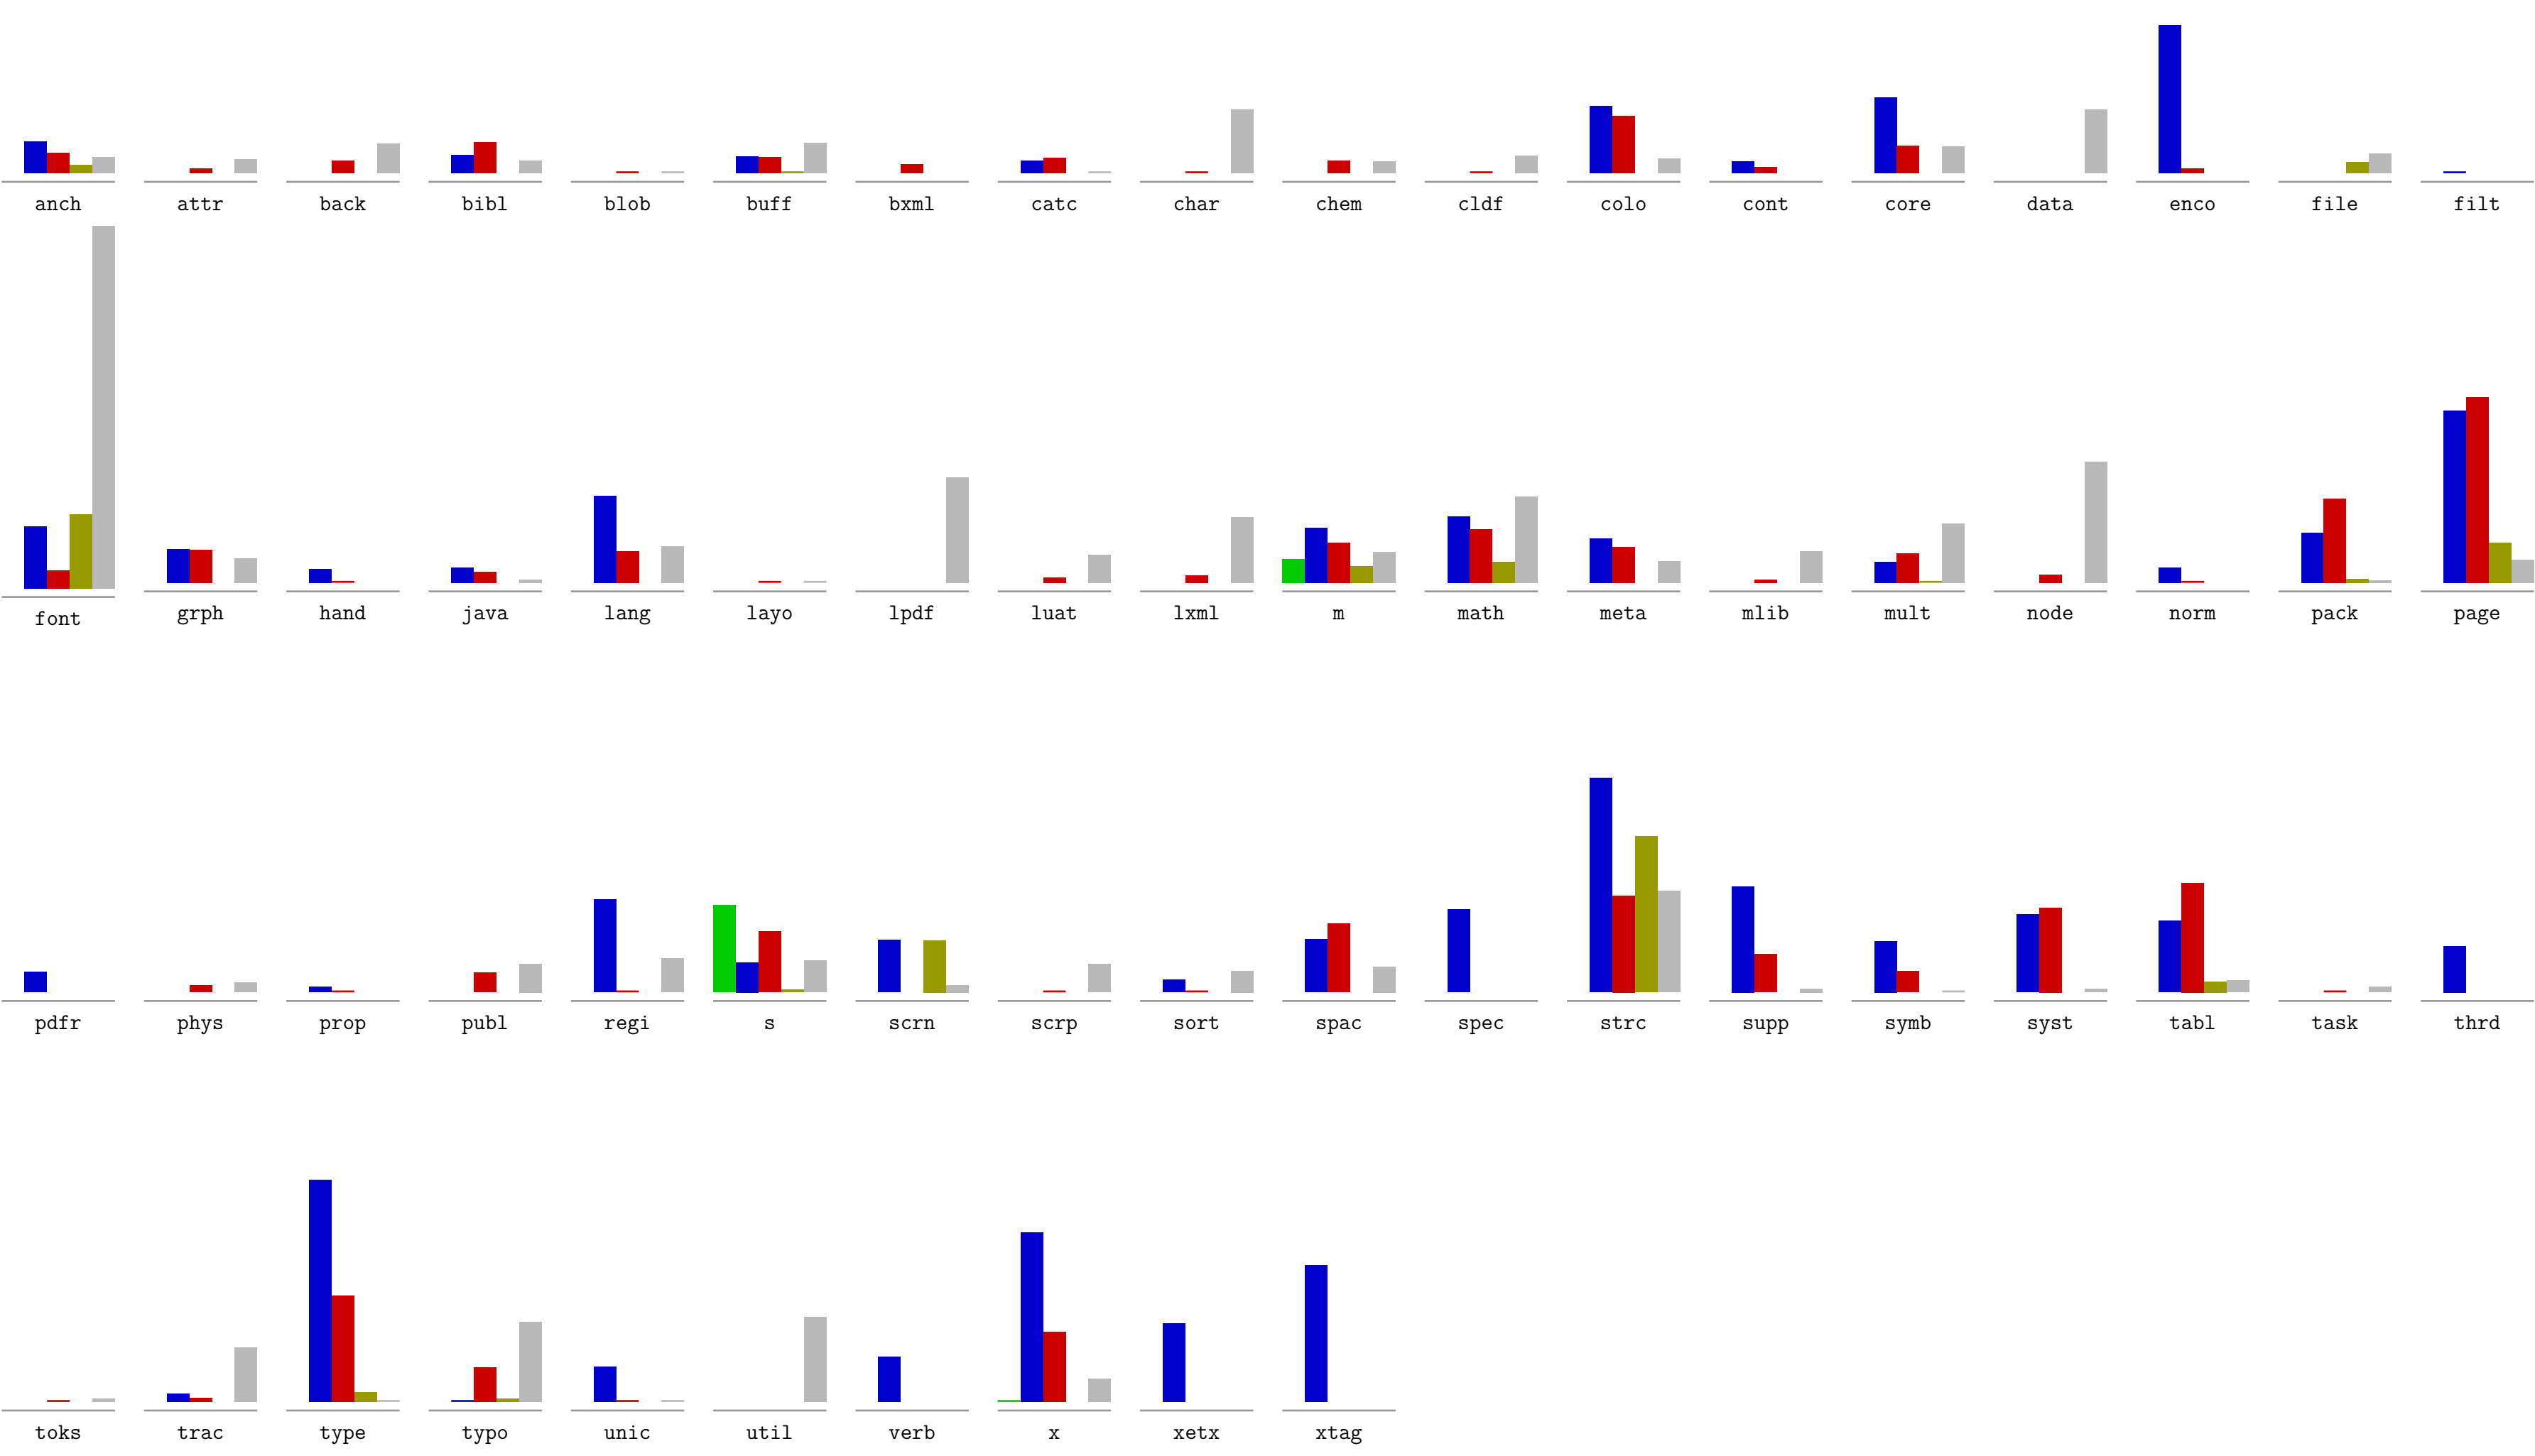 anch attr back bibl blob buff bxml catc char chem cldf colo cont core data enco file filt
font grph hand java lang layo lpdf luat lxml m math meta mlib mult node norm pack page
pdfr phys prop publ regi s scrn scrp sort spac spec strc supp symb syst tabl task thrd
toks trac type typo unic util verb x xetx xtag